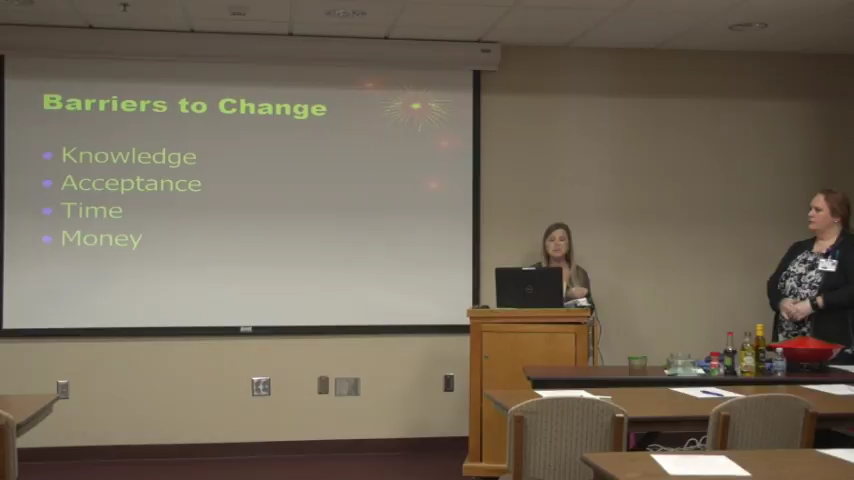 Barriers to Change
Knowledge
Acceptance
Time
Money